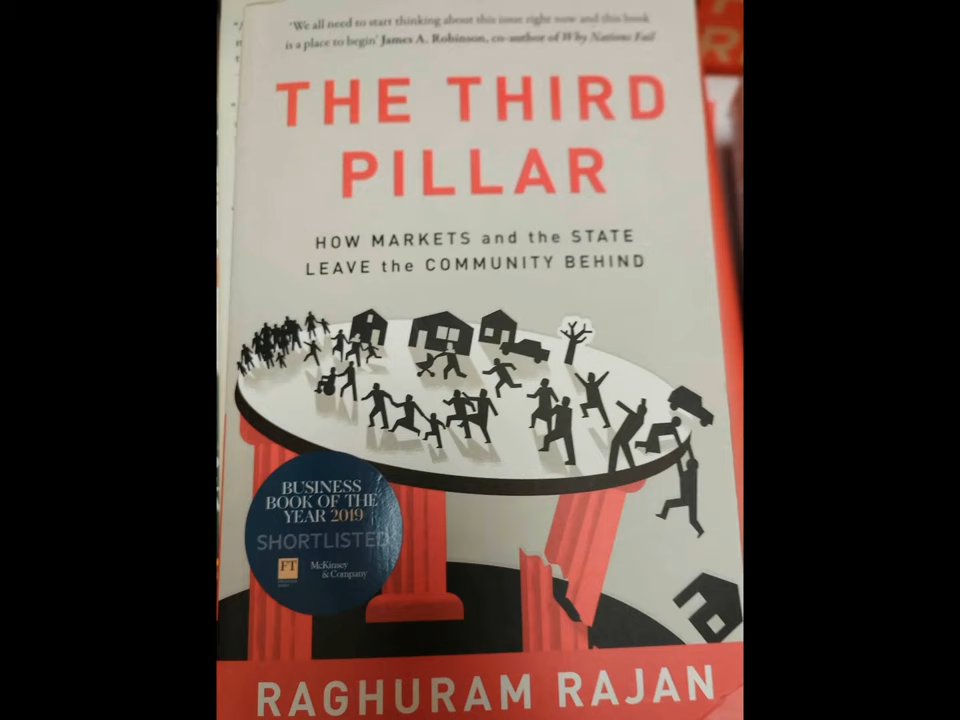 'We all need to start thinking about this issue right now and this book
is a place to begin' James A. Robinson, co-author of Why Nations Fail
THE THIRD
PILLAR
HOW MARKETS and the STATE
LEAVE the COMMUNITY BEHIND
BUSINESS
BOOK OF THE
YEAR 2019
SHORTLISTED
FT
McKinsey
& Company
RAGHURAM RAJAN